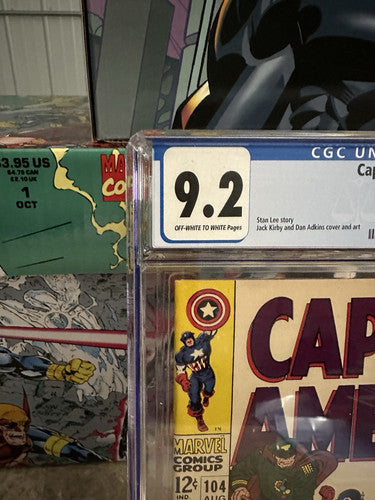 $3.95 US
$4.75 CAN
£2.10 UK
1
OCT
MA
CO
CGC UN
9.2
OFF-WHITE TO WHITE Pages
Cap
Stan Lee story
Jack Kirby and Dan Adkins cover and art
CAP
AME
MARVEL
COMICS
GROUP
12¢
104
IND.
AUG